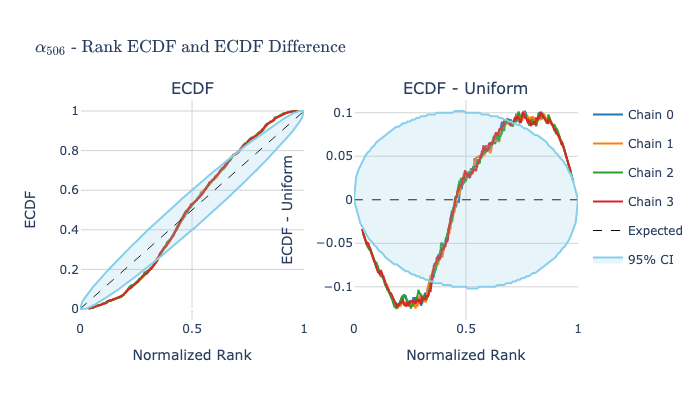 α506 - Rank ECDF and ECDF Difference
ECDF
ECDF - Uniform
ECDF
1
0.8
0.6
0.4
0.2
0
0
0.5
1
Normalized Rank
ECDF - Uniform
0.1
0.05
0
−0.05
−0.1
0
0.5
1
Normalized Rank
Chain 0
Chain 1
Chain 2
Chain 3
Expected
95% CI